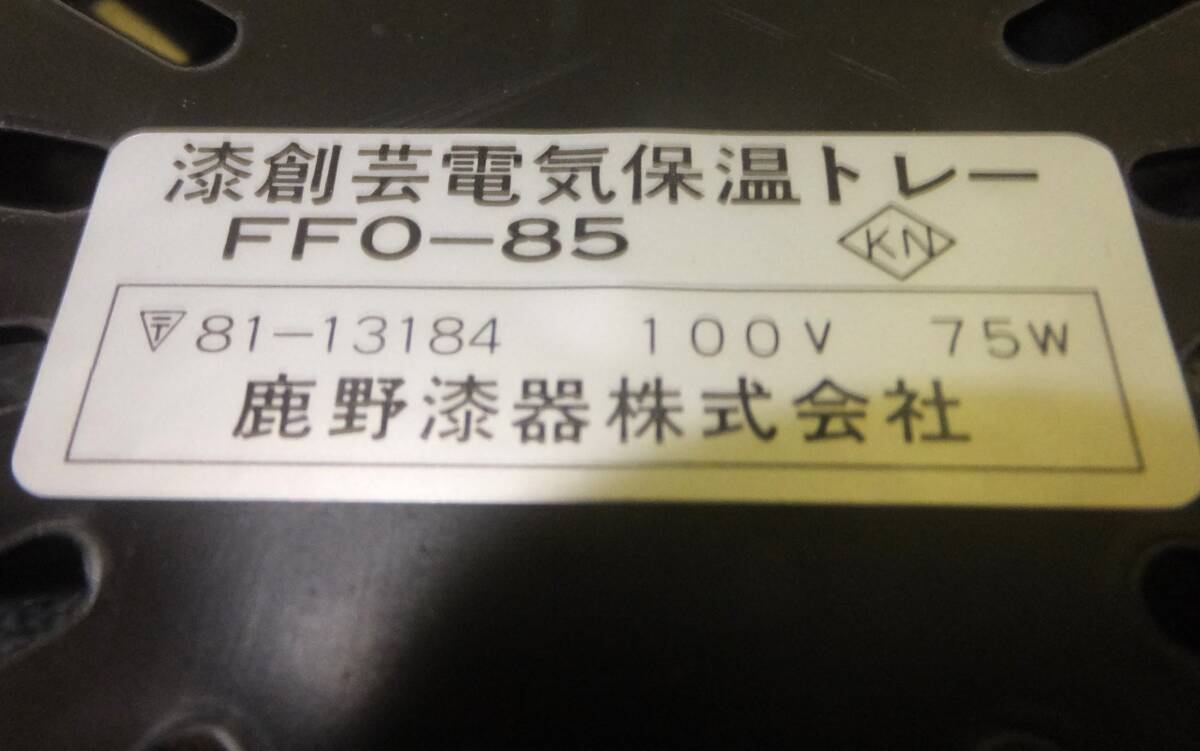 漆創芸電気保温トレー
FFO-85 KN
〒81-13184 100V 75W
鹿野漆器株式会社